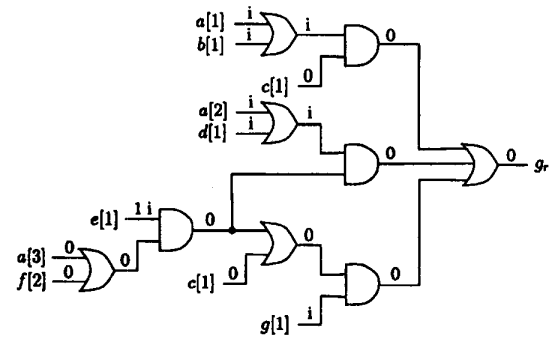 a[1] i i 0
b[1] i
c[1] 0
a[2] i i
d[1] i 0 0 g_r
e[1] 1 i 0
a[3] 0 0 0 0
f[2] 0 c[1] 0
g[1] i